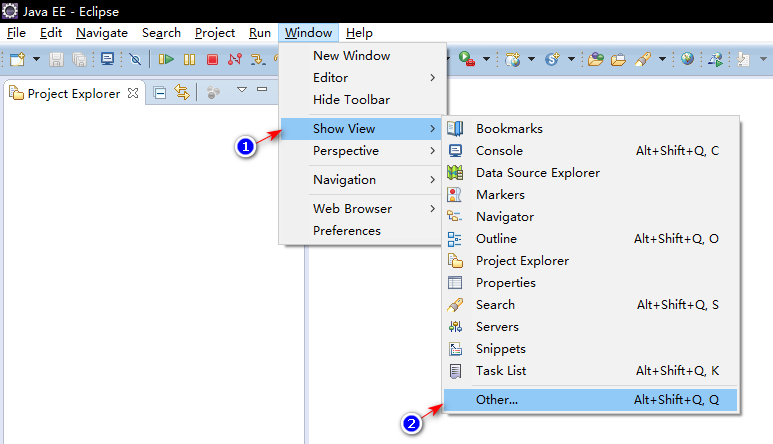 Java EE - Eclipse
File Edit Navigate Search Project Run Window Help
Project Explorer
New Window
Editor
Hide Toolbar
Show View
Perspective
Navigation
Web Browser
Preferences
1
Bookmarks
Console Alt+Shift+Q, C
Data Source Explorer
Markers
Navigator
Outline Alt+Shift+Q, O
Project Explorer
Properties
Search Alt+Shift+Q, S
Servers
Snippets
Task List Alt+Shift+Q, K
Other... Alt+Shift+Q, Q
2